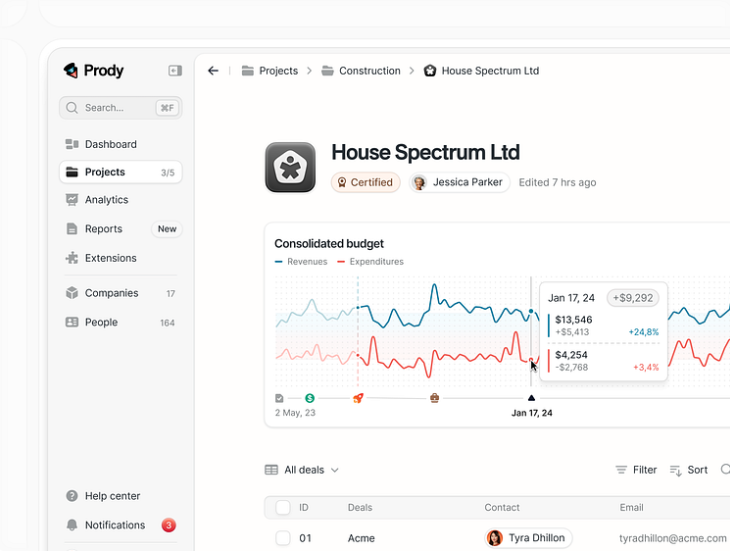 Prody
Search...
⌘F
Dashboard
Projects 3/5
Analytics
Reports New
Extensions
Companies 17
People 164
Help center
Notifications 3
Projects
Construction
House Spectrum Ltd
House Spectrum Ltd
Certified
Jessica Parker
Edited 7 hrs ago
Consolidated budget
Revenues
Expenditures
Jan 17, 24 +$9,292
$13,546
+$5,413 +24,8%
$4,254
-$2,768 +3,4%
2 May, 23
Jan 17, 24
All deals
Filter
Sort
ID Deals Contact Email
01 Acme Tyra Dhillon tyradhillon@acme.com